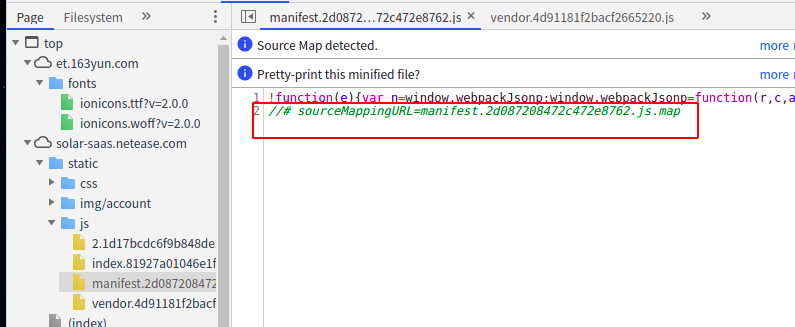 Page
Filesystem
»
manifest.2d0872…72c472e8762.js ×
vendor.4d91181f2bacf2665220.js
»
top
et.163yun.com
fonts
ionicons.ttf?v=2.0.0
ionicons.woff?v=2.0.0
solar-saas.netease.com
static
css
img/account
js
2.1d17bcdc6f9b848de
index.81927a01046e1f
manifest.2d087208472
vendor.4d91181f2bacf
(index)
Source Map detected.
more
Pretty-print this minified file?
more
1 !function(e){var n=window.webpackJsonp;window.webpackJsonp=function(r,c,a
2 //# sourceMappingURL=manifest.2d087208472c472e8762.js.map